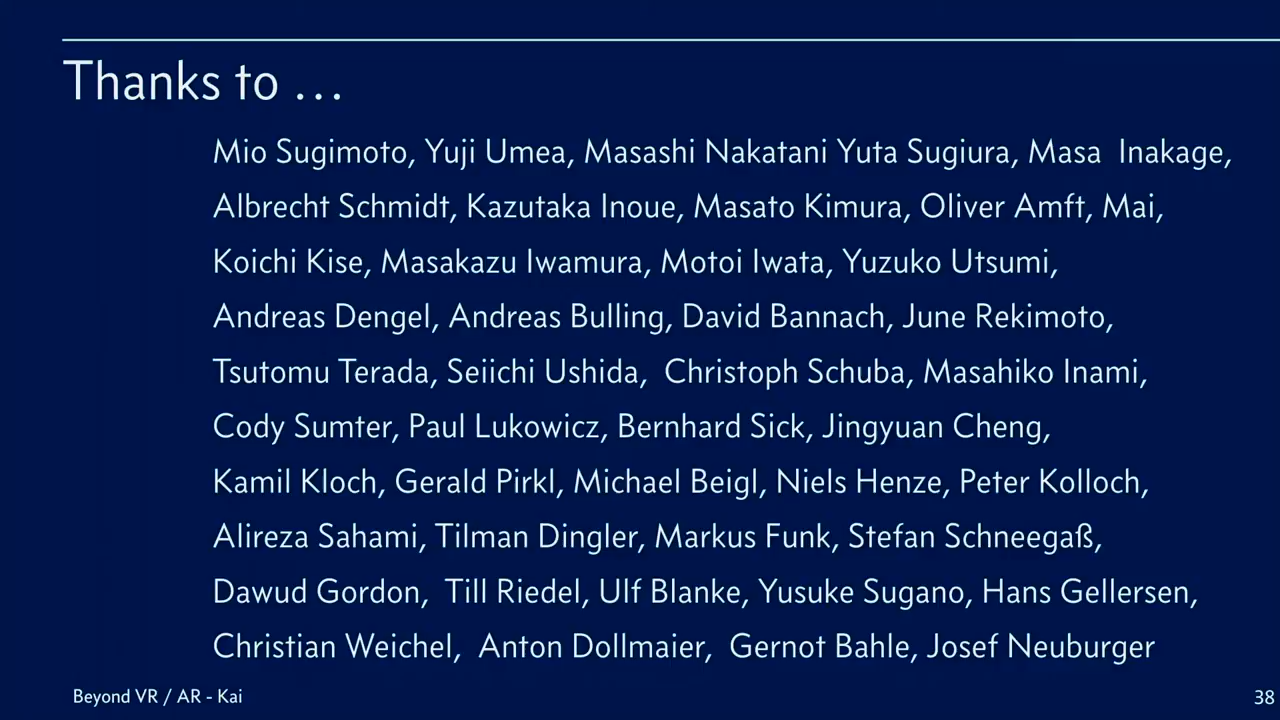 Thanks to ...
Mio Sugimoto, Yuji Umea, Masashi Nakatani Yuta Sugiura, Masa Inakage,
Albrecht Schmidt, Kazutaka Inoue, Masato Kimura, Oliver Amft, Mai,
Koichi Kise, Masakazu Iwamura, Motoi Iwata, Yuzuko Utsumi,
Andreas Dengel, Andreas Bulling, David Bannach, June Rekimoto,
Tsutomu Terada, Seiichi Ushida, Christoph Schuba, Masahiko Inami,
Cody Sumter, Paul Lukowicz, Bernhard Sick, Jingyuan Cheng,
Kamil Kloch, Gerald Pirkl, Michael Beigl, Niels Henze, Peter Kolloch,
Alireza Sahami, Tilman Dingler, Markus Funk, Stefan Schneegaß,
Dawud Gordon, Till Riedel, Ulf Blanke, Yusuke Sugano, Hans Gellersen,
Christian Weichel, Anton Dollmaier, Gernot Bahle, Josef Neuburger
Beyond VR / AR - Kai
38